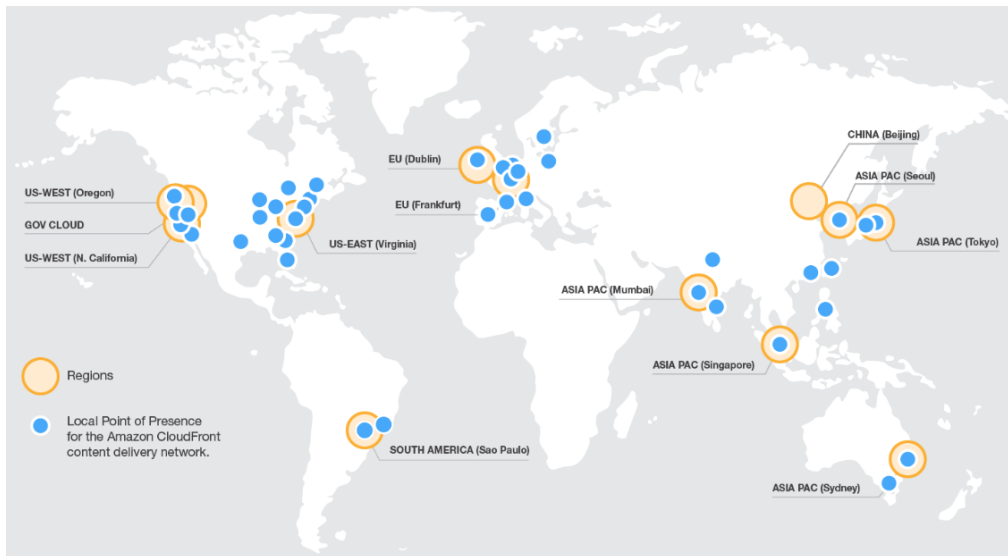 CHINA (Beijing)
EU (Dublin)
ASIA PAC (Seoul)
US-WEST (Oregon)
EU (Frankfurt)
GOV CLOUD
US-EAST (Virginia)
ASIA PAC (Tokyo)
US-WEST (N. California)
ASIA PAC (Mumbai)
ASIA PAC (Singapore)
Regions
Local Point of Presence
for the Amazon CloudFront
content delivery network.
SOUTH AMERICA (Sao Paulo)
ASIA PAC (Sydney)